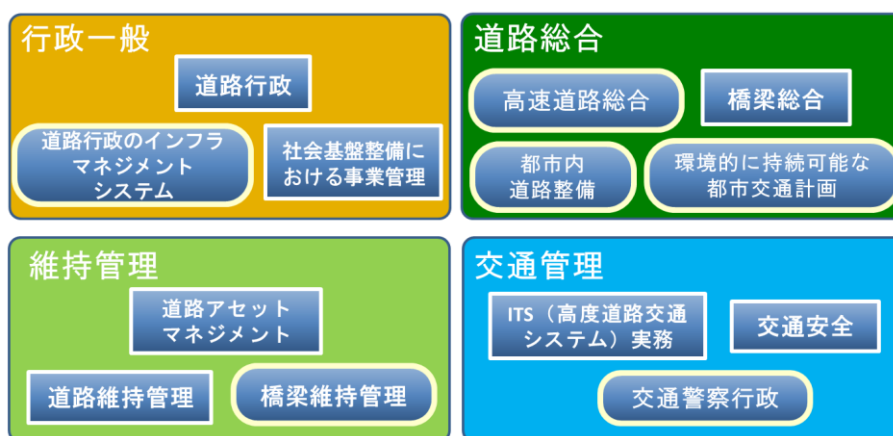 行政一般
道路行政
道路行政のインフラ
マネジメント
システム
社会基盤整備に
おける事業管理
道路総合
高速道路総合
橋梁総合
都市内
道路整備
環境的に持続可能な
都市交通計画
維持管理
道路アセット
マネジメント
道路維持管理
橋梁維持管理
交通管理
ITS（高度道路交通
システム）実務
交通安全
交通警察行政